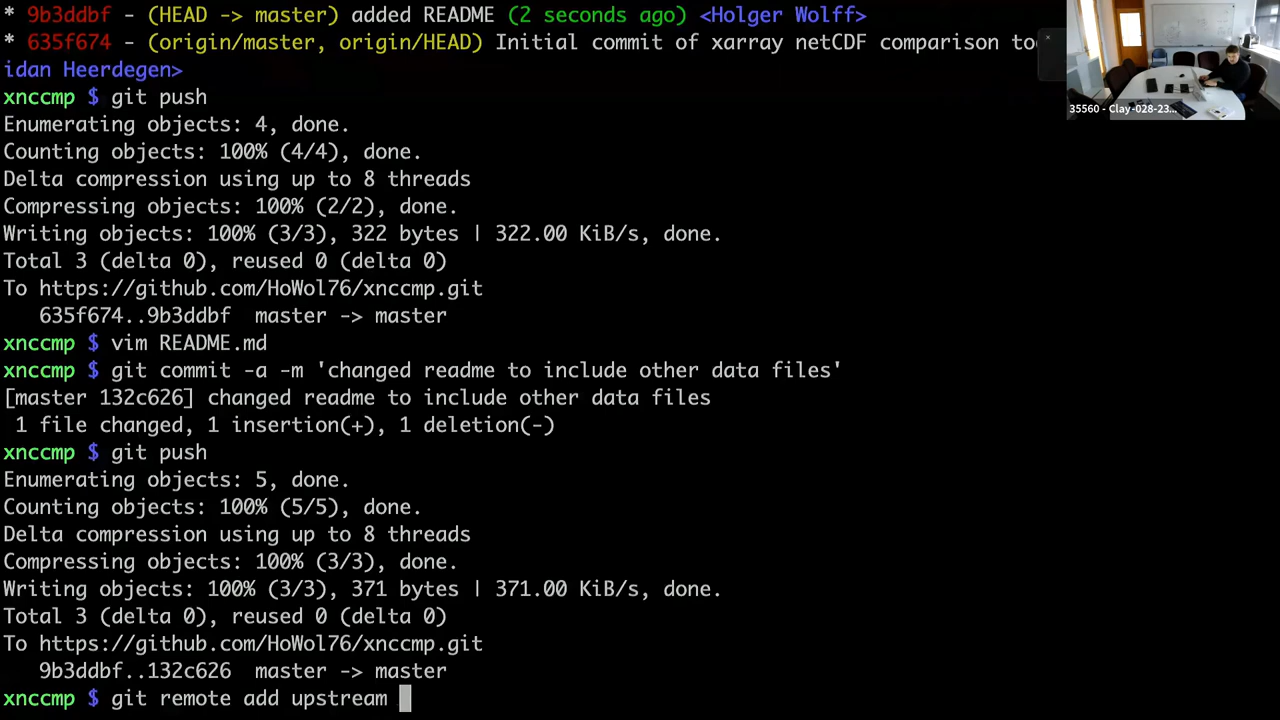 * 9b3ddbf - (HEAD -> master) added README (2 seconds ago) <Holger Wolff>
* 635f674 - (origin/master, origin/HEAD) Initial commit of xarray netCDF comparison to
idan Heerdegen>
xnccmp $ git push
Enumerating objects: 4, done.
Counting objects: 100% (4/4), done.
Delta compression using up to 8 threads
Compressing objects: 100% (2/2), done.
Writing objects: 100% (3/3), 322 bytes | 322.00 KiB/s, done.
Total 3 (delta 0), reused 0 (delta 0)
To https://github.com/HoWol76/xnccmp.git
   635f674..9b3ddbf  master -> master
xnccmp $ vim README.md
xnccmp $ git commit -a -m 'changed readme to include other data files'
[master 132c626] changed readme to include other data files
 1 file changed, 1 insertion(+), 1 deletion(-)
xnccmp $ git push
Enumerating objects: 5, done.
Counting objects: 100% (5/5), done.
Delta compression using up to 8 threads
Compressing objects: 100% (3/3), done.
Writing objects: 100% (3/3), 371 bytes | 371.00 KiB/s, done.
Total 3 (delta 0), reused 0 (delta 0)
To https://github.com/HoWol76/xnccmp.git
   9b3ddbf..132c626  master -> master
xnccmp $ git remote add upstream
35560 - Clay-028-23...